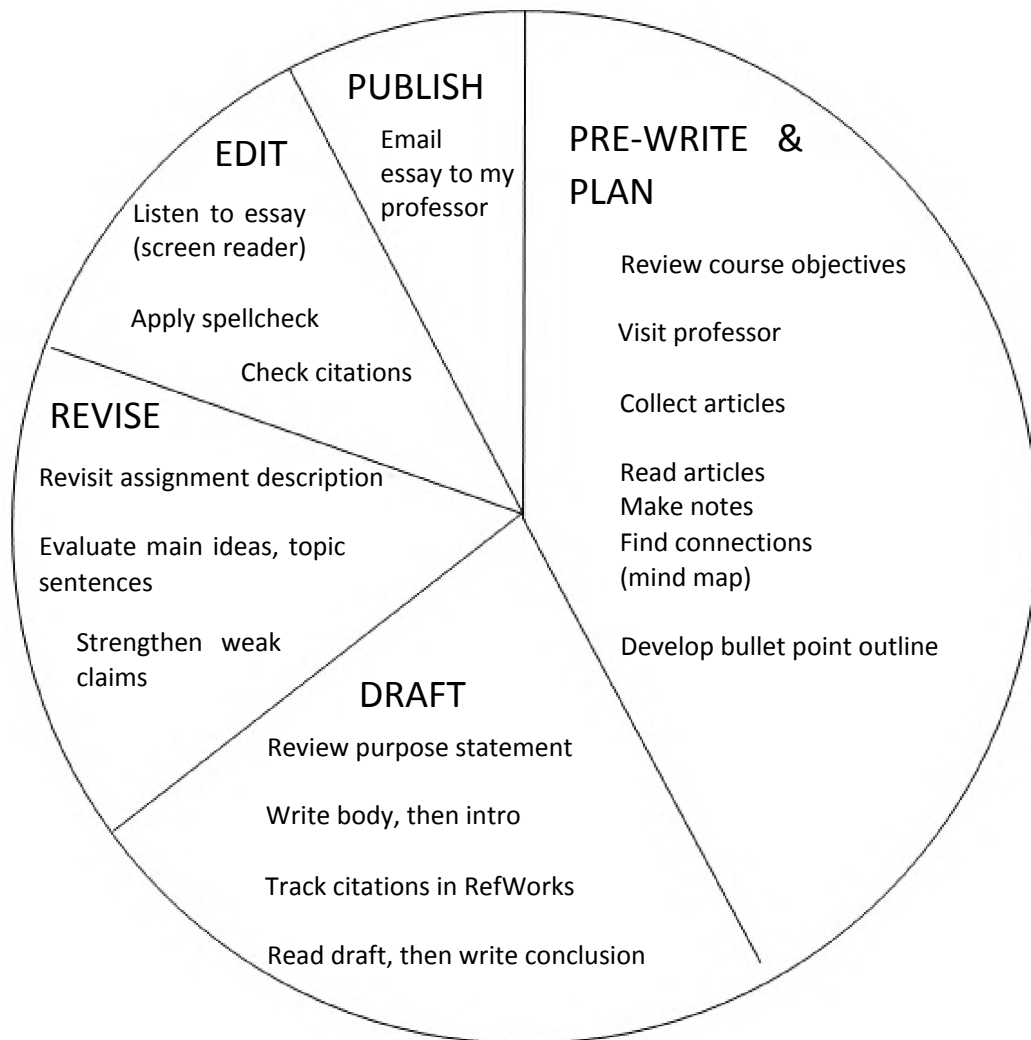 PRE-WRITE &
PLAN
Review course objectives
Visit professor
Collect articles
Read articles
Make notes
Find connections
(mind map)
Develop bullet point outline
DRAFT
Review purpose statement
Write body, then intro
Track citations in RefWorks
Read draft, then write conclusion
REVISE
Revisit assignment description
Evaluate main ideas, topic
sentences
Strengthen weak
claims
EDIT
Listen to essay
(screen reader)
Apply spellcheck
Check citations
PUBLISH
Email
essay to my
professor